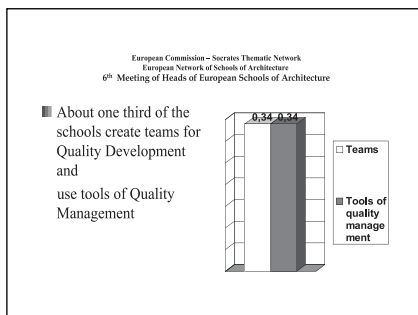 European Commission – Socrates Thematic Network
European Network of Schools of Architecture
6th Meeting of Heads of European Schools of Architecture
About one third of the
schools create teams for
Quality Development
and
use tools of Quality
Management
0,34 0,34
Teams
Tools of
quality
manage
ment